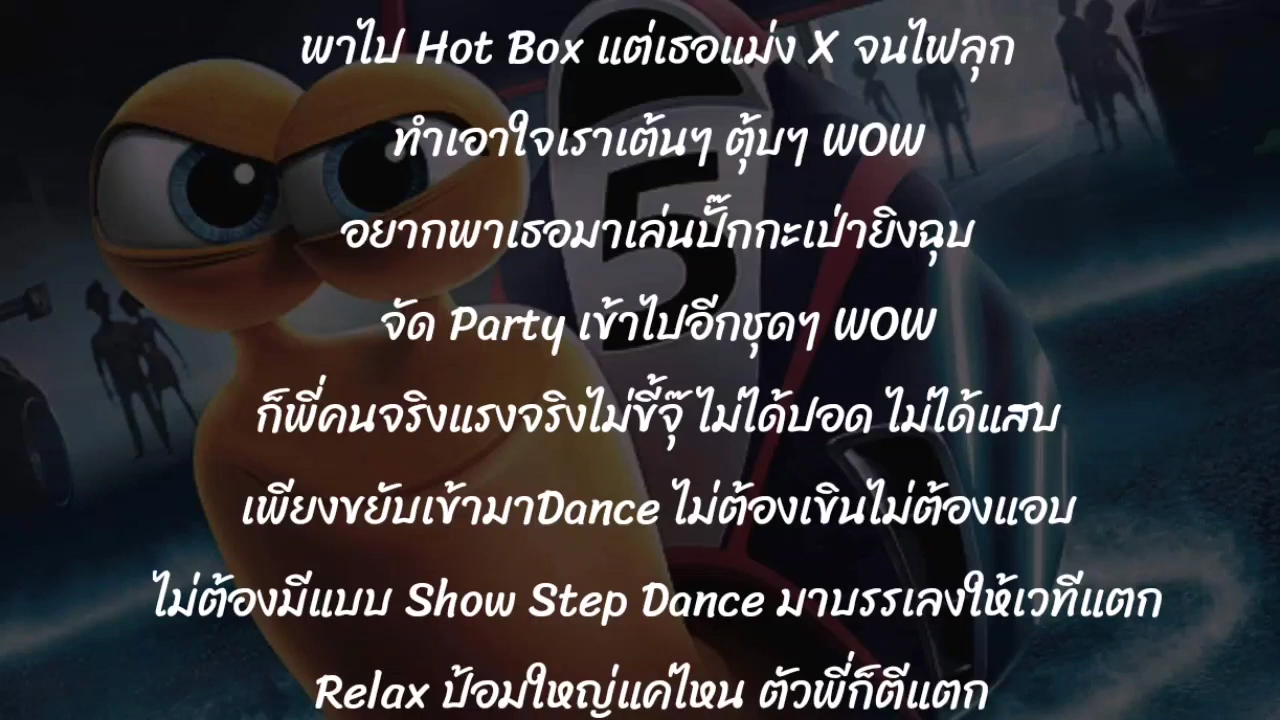 พาไป Hot Box แต่เธอแม่ง X จนไฟลุก
ทำเอาใจเราเต้นๆ ตุ้บๆ WOW
อยากพาเธอมาเล่นปั๊กกะเป่ายิงฉุบ
จัด Party เข้าไปอีกชุดๆ WOW
ก็พี่คนจริงแรงจริงไม่ขี้จุ๊ ไม่ได้ปอด ไม่ได้แสบ
เพียงขยับเข้ามาDance ไม่ต้องเขินไม่ต้องแอบ
ไม่ต้องมีแบบ Show Step Dance มาบรรเลงให้เวทีแตก
Relax ป้อมใหญ่แค่ไหน ตัวพี่ก็ตีแตก
5